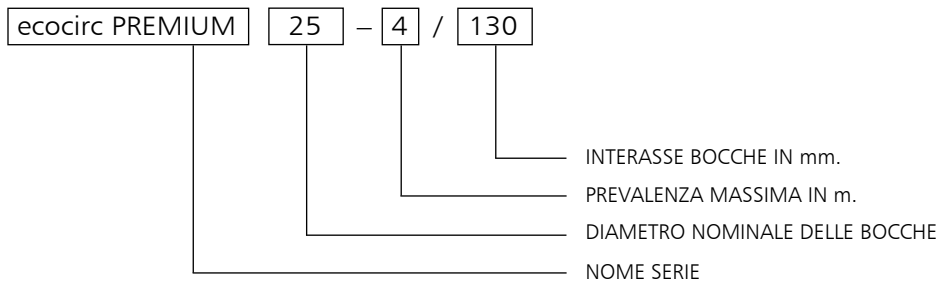 ecocirc PREMIUM 25 – 4 / 130
INTERASSE BOCCHE IN mm.
PREVALENZA MASSIMA IN m.
DIAMETRO NOMINALE DELLE BOCCHE
NOME SERIE